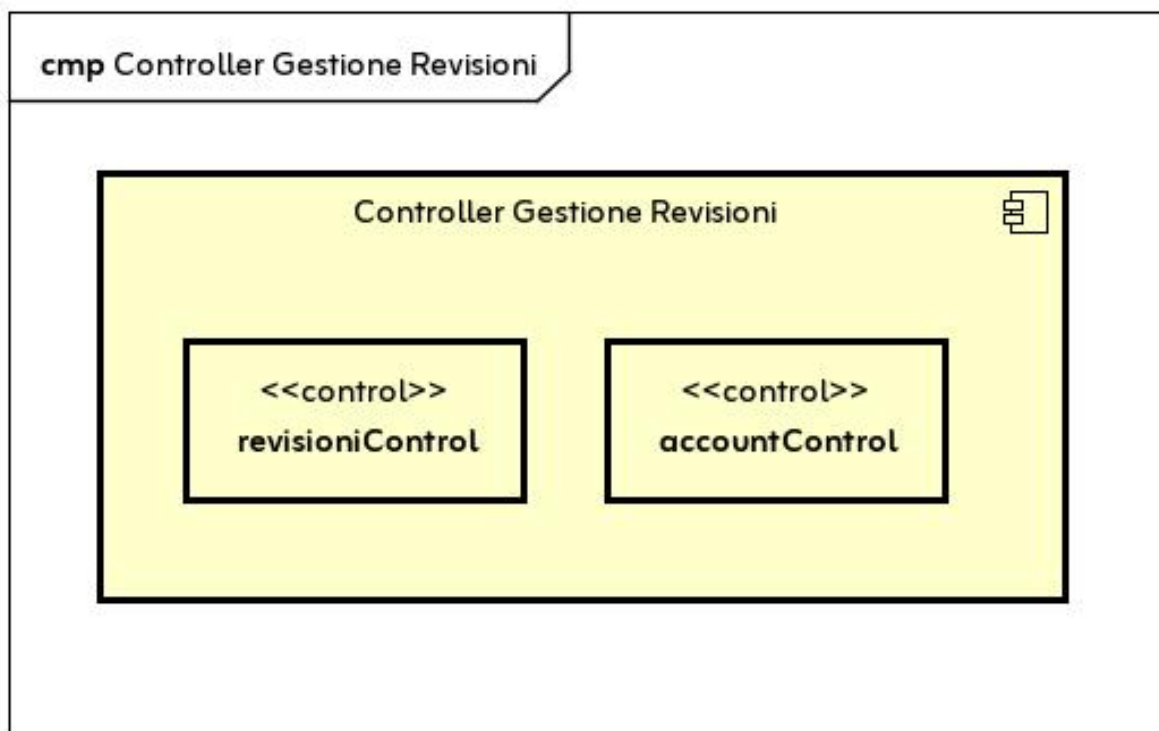 cmp Controller Gestione Revisioni
Controller Gestione Revisioni
<<control>>
revisioniControl
<<control>>
accountControl